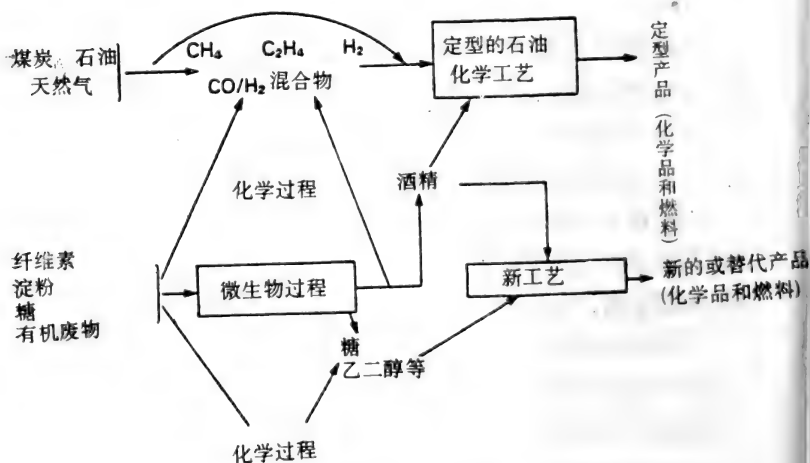 煤炭 石油
天然气
CH₄ C₂H₄ H₂
CO/H₂ 混合物
定型的石油
化学工艺
定型产品(化学品和燃料)
化学过程
酒精
纤维素
淀粉
糖
有机废物
微生物过程
新工艺
新的或替代产品
(化学品和燃料)
糖
乙二醇等
化学过程